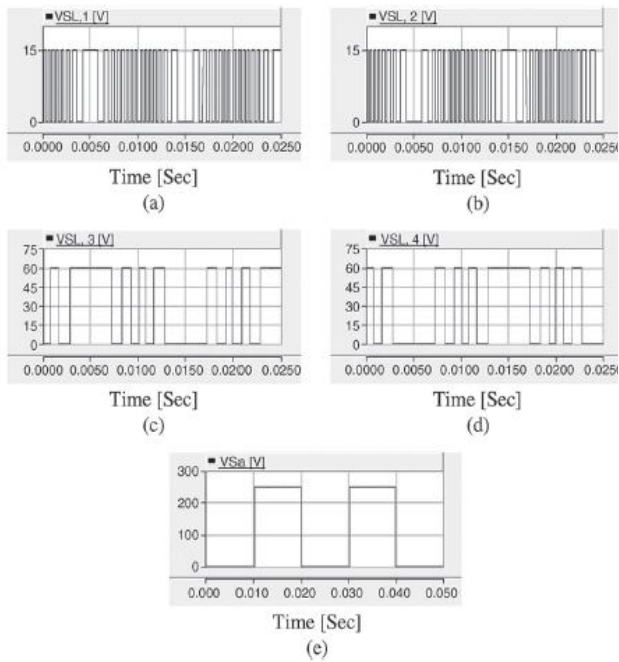 VSL,1 [V] VSL, 2 [V]
15 15
0 0
0.0000 0.0050 0.0100 0.0150 0.0200 0.0250 0.0000 0.0050 0.0100 0.0150 0.0200 0.0250
Time [Sec] Time [Sec]
(a) (b)
VSL, 3 [V] VSL, 4 [V]
75 75
60 60
45 45
30 30
15 15
0 0
0.0000 0.0050 0.0100 0.0150 0.0200 0.0250 0.0000 0.0050 0.0100 0.0150 0.0200 0.0250
Time [Sec] Time [Sec]
(c) (d)
VSa [V]
300
200
100
0
0.000 0.010 0.020 0.030 0.040 0.050
Time [Sec]
(e)